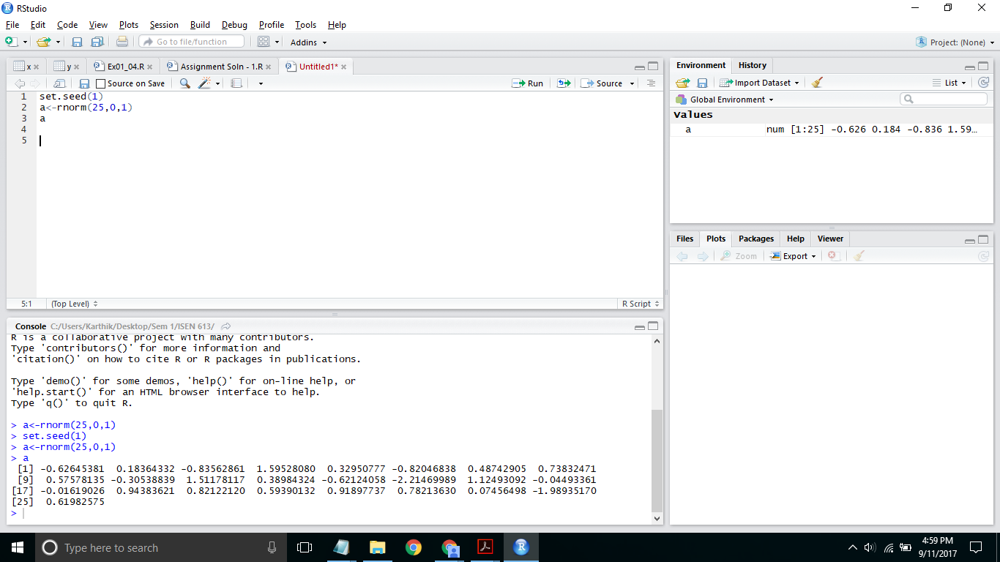 RStudio
File Edit Code View Plots Session Build Debug Profile Tools Help
Go to file/function Addins Project: (None)
x y Ex01_04.R Assignment Soln - 1.R Untitled1*
Source on Save Run Source
1 set.seed(1)
2 a<-rnorm(25,0,1)
3 a
4
5
5:1 (Top Level) R Script
Console C:/Users/Karthik/Desktop/Sem 1/ISEN 613/
R is a collaborative project with many contributors.
Type 'contributors()' for more information and
'citation()' on how to cite R or R packages in publications.
Type 'demo()' for some demos, 'help()' for on-line help, or
'help.start()' for an HTML browser interface to help.
Type 'q()' to quit R.
> a<-rnorm(25,0,1)
> set.seed(1)
> a<-rnorm(25,0,1)
> a
[1] -0.62645381 0.18364332 -0.83562861 1.59528080 0.32950777 -0.82046838 0.48742905 0.73832471
[9] 0.57578135 -0.30538839 1.51178117 0.38984324 -0.62124058 -2.21469989 1.12493092 -0.04493361
[17] -0.01619026 0.94383621 0.82122120 0.59390132 0.91897737 0.78213630 0.07456498 -1.98935170
[25] 0.61982575
>
Environment History
Import Dataset List
Global Environment
Values
a num [1:25] -0.626 0.184 -0.836 1.59…
Files Plots Packages Help Viewer
Zoom Export
Type here to search
4:59 PM
9/11/2017